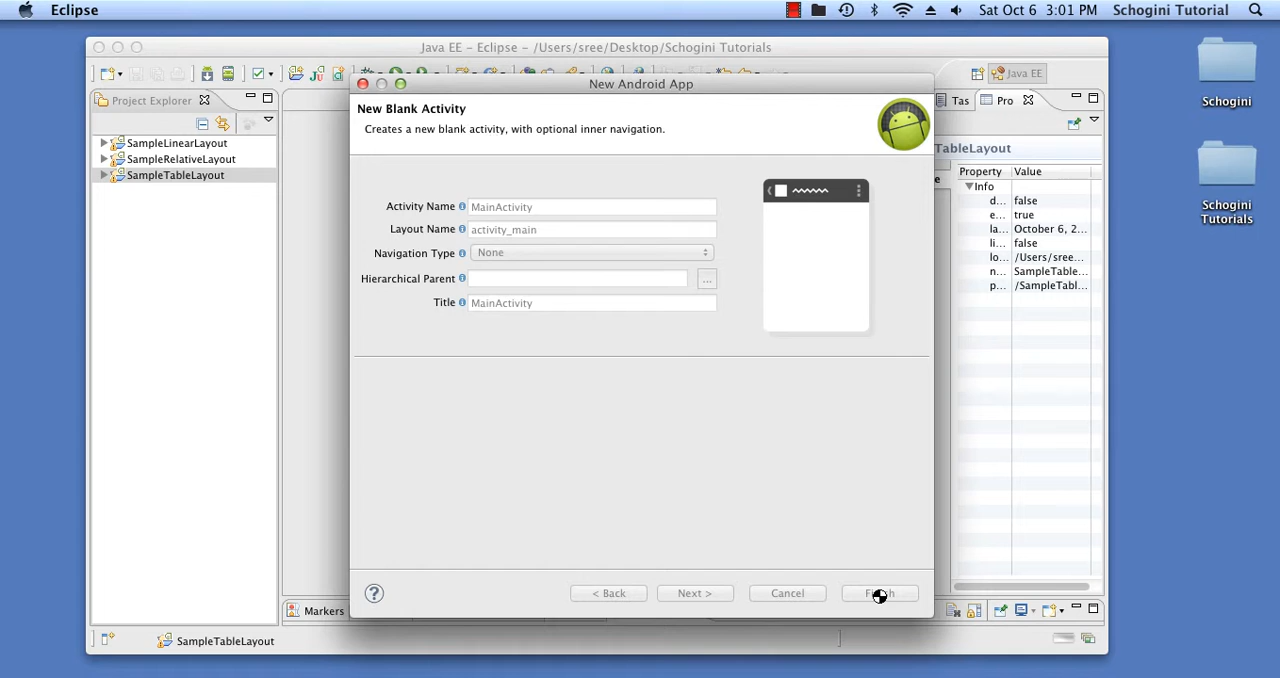 Eclipse
Sat Oct 6 3:01 PM Schogini Tutorial
Java EE – Eclipse – /Users/sree/Desktop/Schogini Tutorials
Java EE
Project Explorer
SampleLinearLayout
SampleRelativeLayout
SampleTableLayout
New Android App
New Blank Activity
Creates a new blank activity, with optional inner navigation.
Activity Name MainActivity
Layout Name activity_main
Navigation Type None
Hierarchical Parent ...
Title MainActivity
? < Back Next > Cancel
Tas Pro
TableLayout
Property Value
Info
d... false
e... true
la... October 6, 2...
li... false
lo... /Users/sree...
n... SampleTable...
p... /SampleTabl...
Markers
SampleTableLayout
Schogini
Schogini
Tutorials